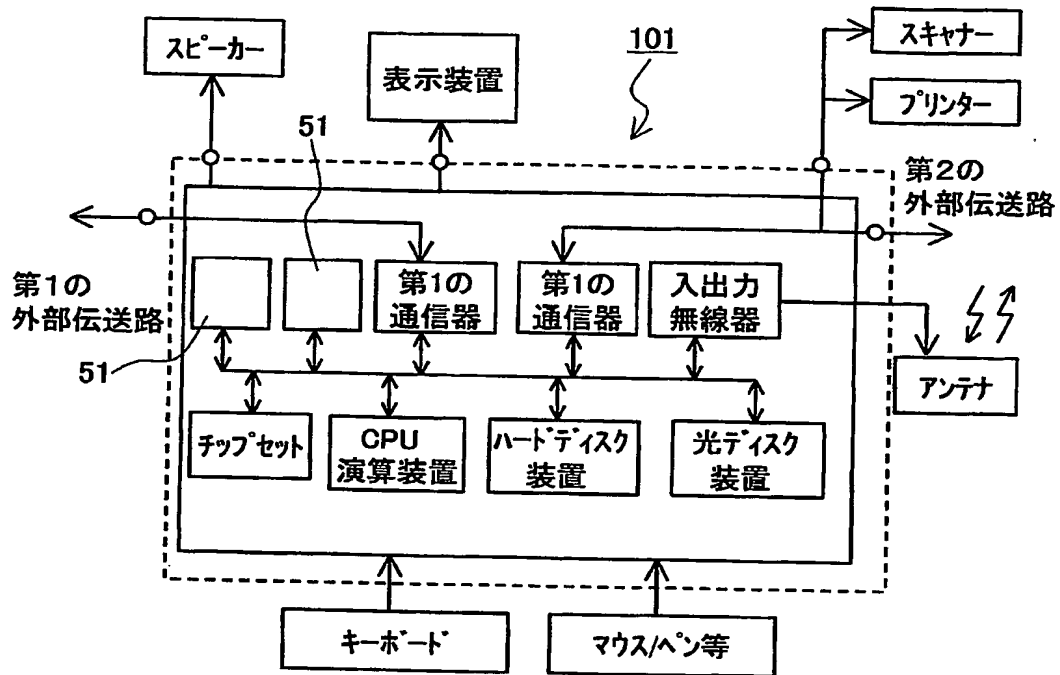 スピーカー
表示装置
101
スキャナー
プリンター
51
第2の
外部伝送路
第1の
外部伝送路
51
第1の
通信器
第1の
通信器
入出力
無線器
アンテナ
チップセット
CPU
演算装置
ハードディスク
装置
光ディスク
装置
キーボード
マウス/ペン等